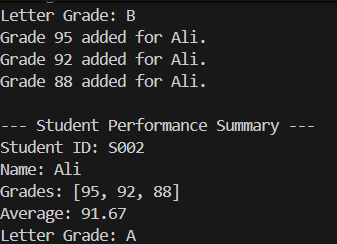 Letter Grade: B
Grade 95 added for Ali.
Grade 92 added for Ali.
Grade 88 added for Ali.
--- Student Performance Summary ---
Student ID: S002
Name: Ali
Grades: [95, 92, 88]
Average: 91.67
Letter Grade: A